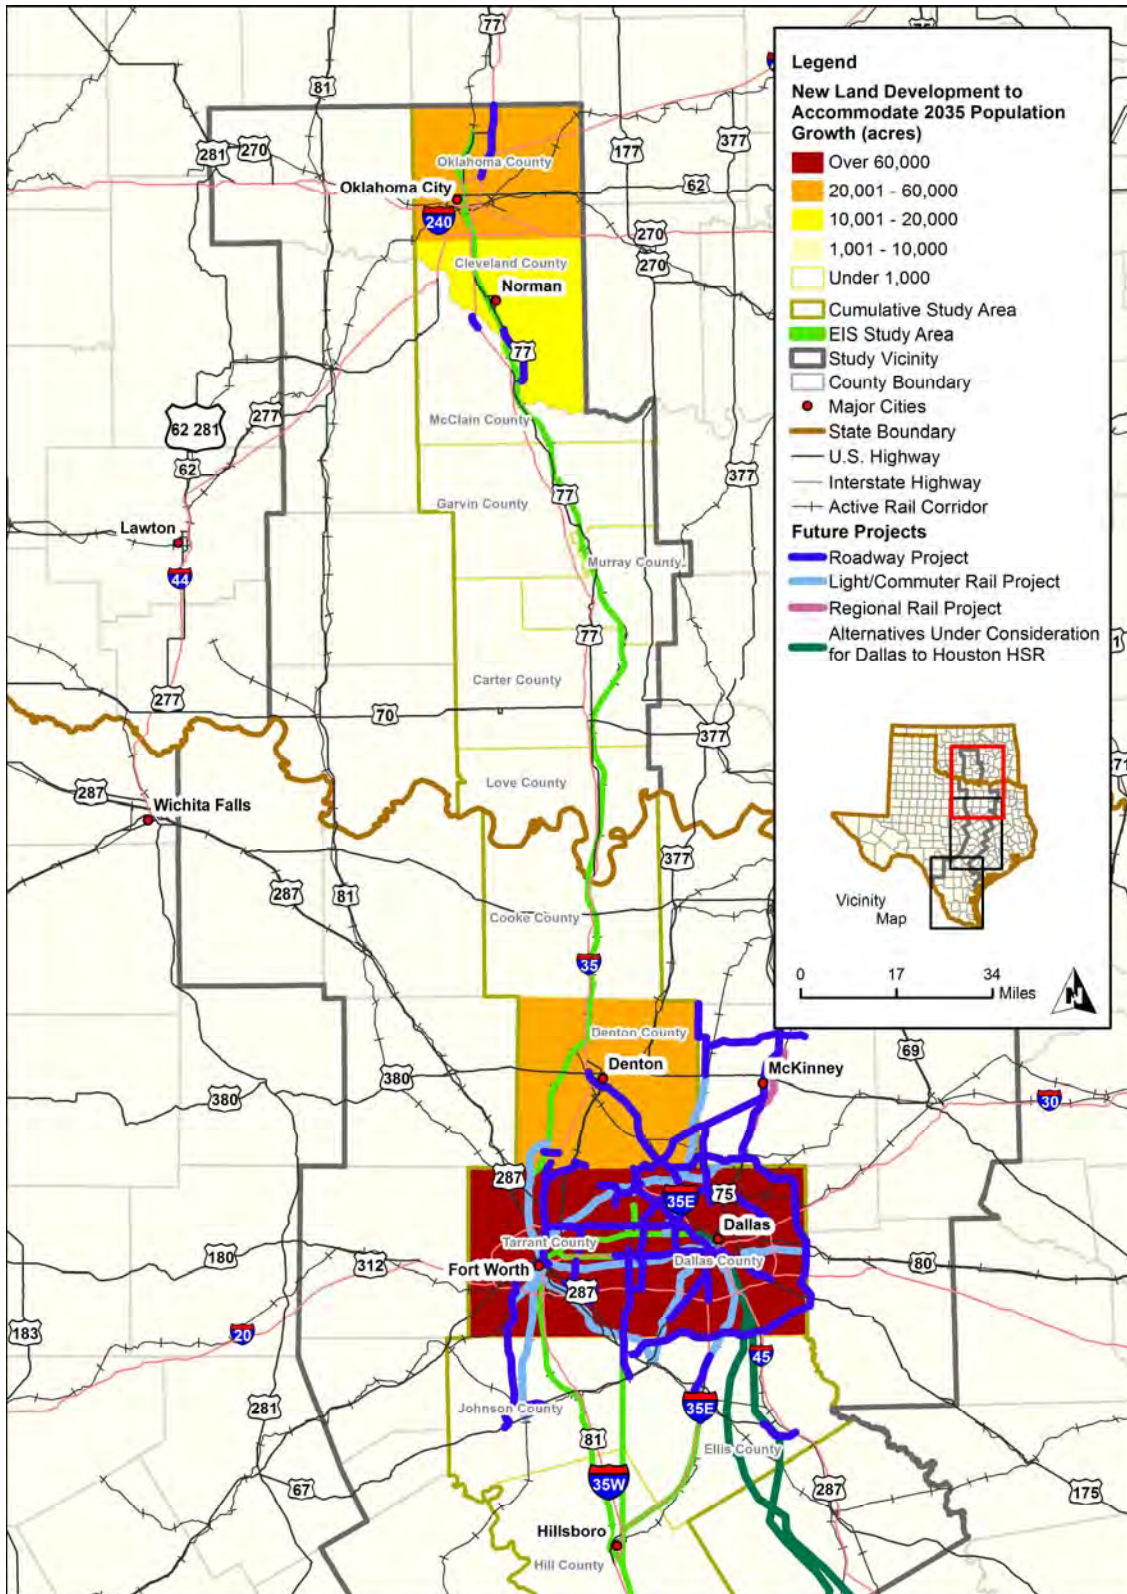 77
81
281
270
177
377
Oklahoma County
Oklahoma City
62
240
270
270
Cleveland County
Norman
77
277
62 281
62
McClain County
377
77
Garvin County
Lawton
44
Murray County
77
Carter County
277
70
377
Love County
287
Wichita Falls
287
81
377
Cooke County
35
Denton County
Denton
McKinney
69
380
380
30
287
75
35E
Dallas
Tarrant County
Dallas County
180
312
Fort Worth
80
287
183
20
45
281
Johnson County
35E
81
Ellis County
67
35W
287
175
Hillsboro
Hill County
Legend
New Land Development to
Accommodate 2035 Population
Growth (acres)
Over 60,000
20,001 - 60,000
10,001 - 20,000
1,001 - 10,000
Under 1,000
Cumulative Study Area
EIS Study Area
Study Vicinity
County Boundary
Major Cities
State Boundary
U.S. Highway
Interstate Highway
Active Rail Corridor
Future Projects
Roadway Project
Light/Commuter Rail Project
Regional Rail Project
Alternatives Under Consideration
for Dallas to Houston HSR
Vicinity
Map
0 17 34
Miles
N